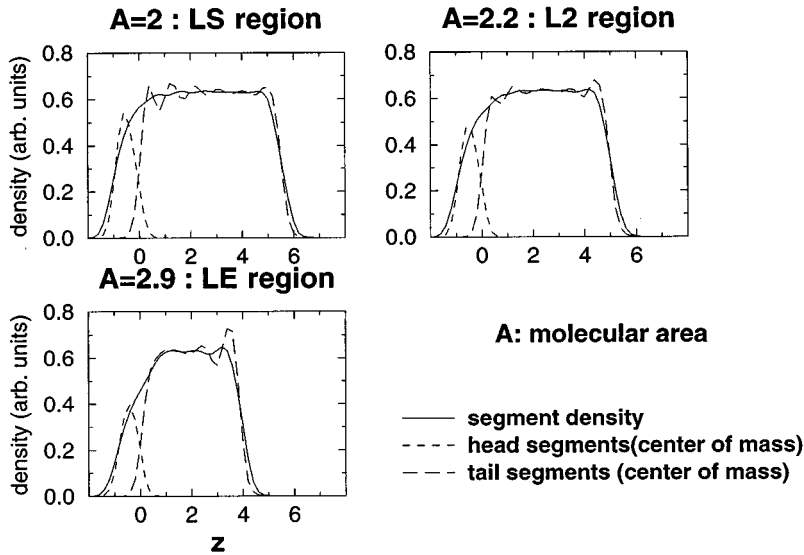 A=2 : LS region
A=2.2 : L2 region
density (arb. units)
0.8
0.6
0.4
0.2
0.0
0 2 4 6
0.8
0.6
0.4
0.2
0.0
0 2 4 6
A=2.9 : LE region
density (arb. units)
0.8
0.6
0.4
0.2
0.0
0 2 4 6
z
A: molecular area
segment density
head segments(center of mass)
tail segments (center of mass)